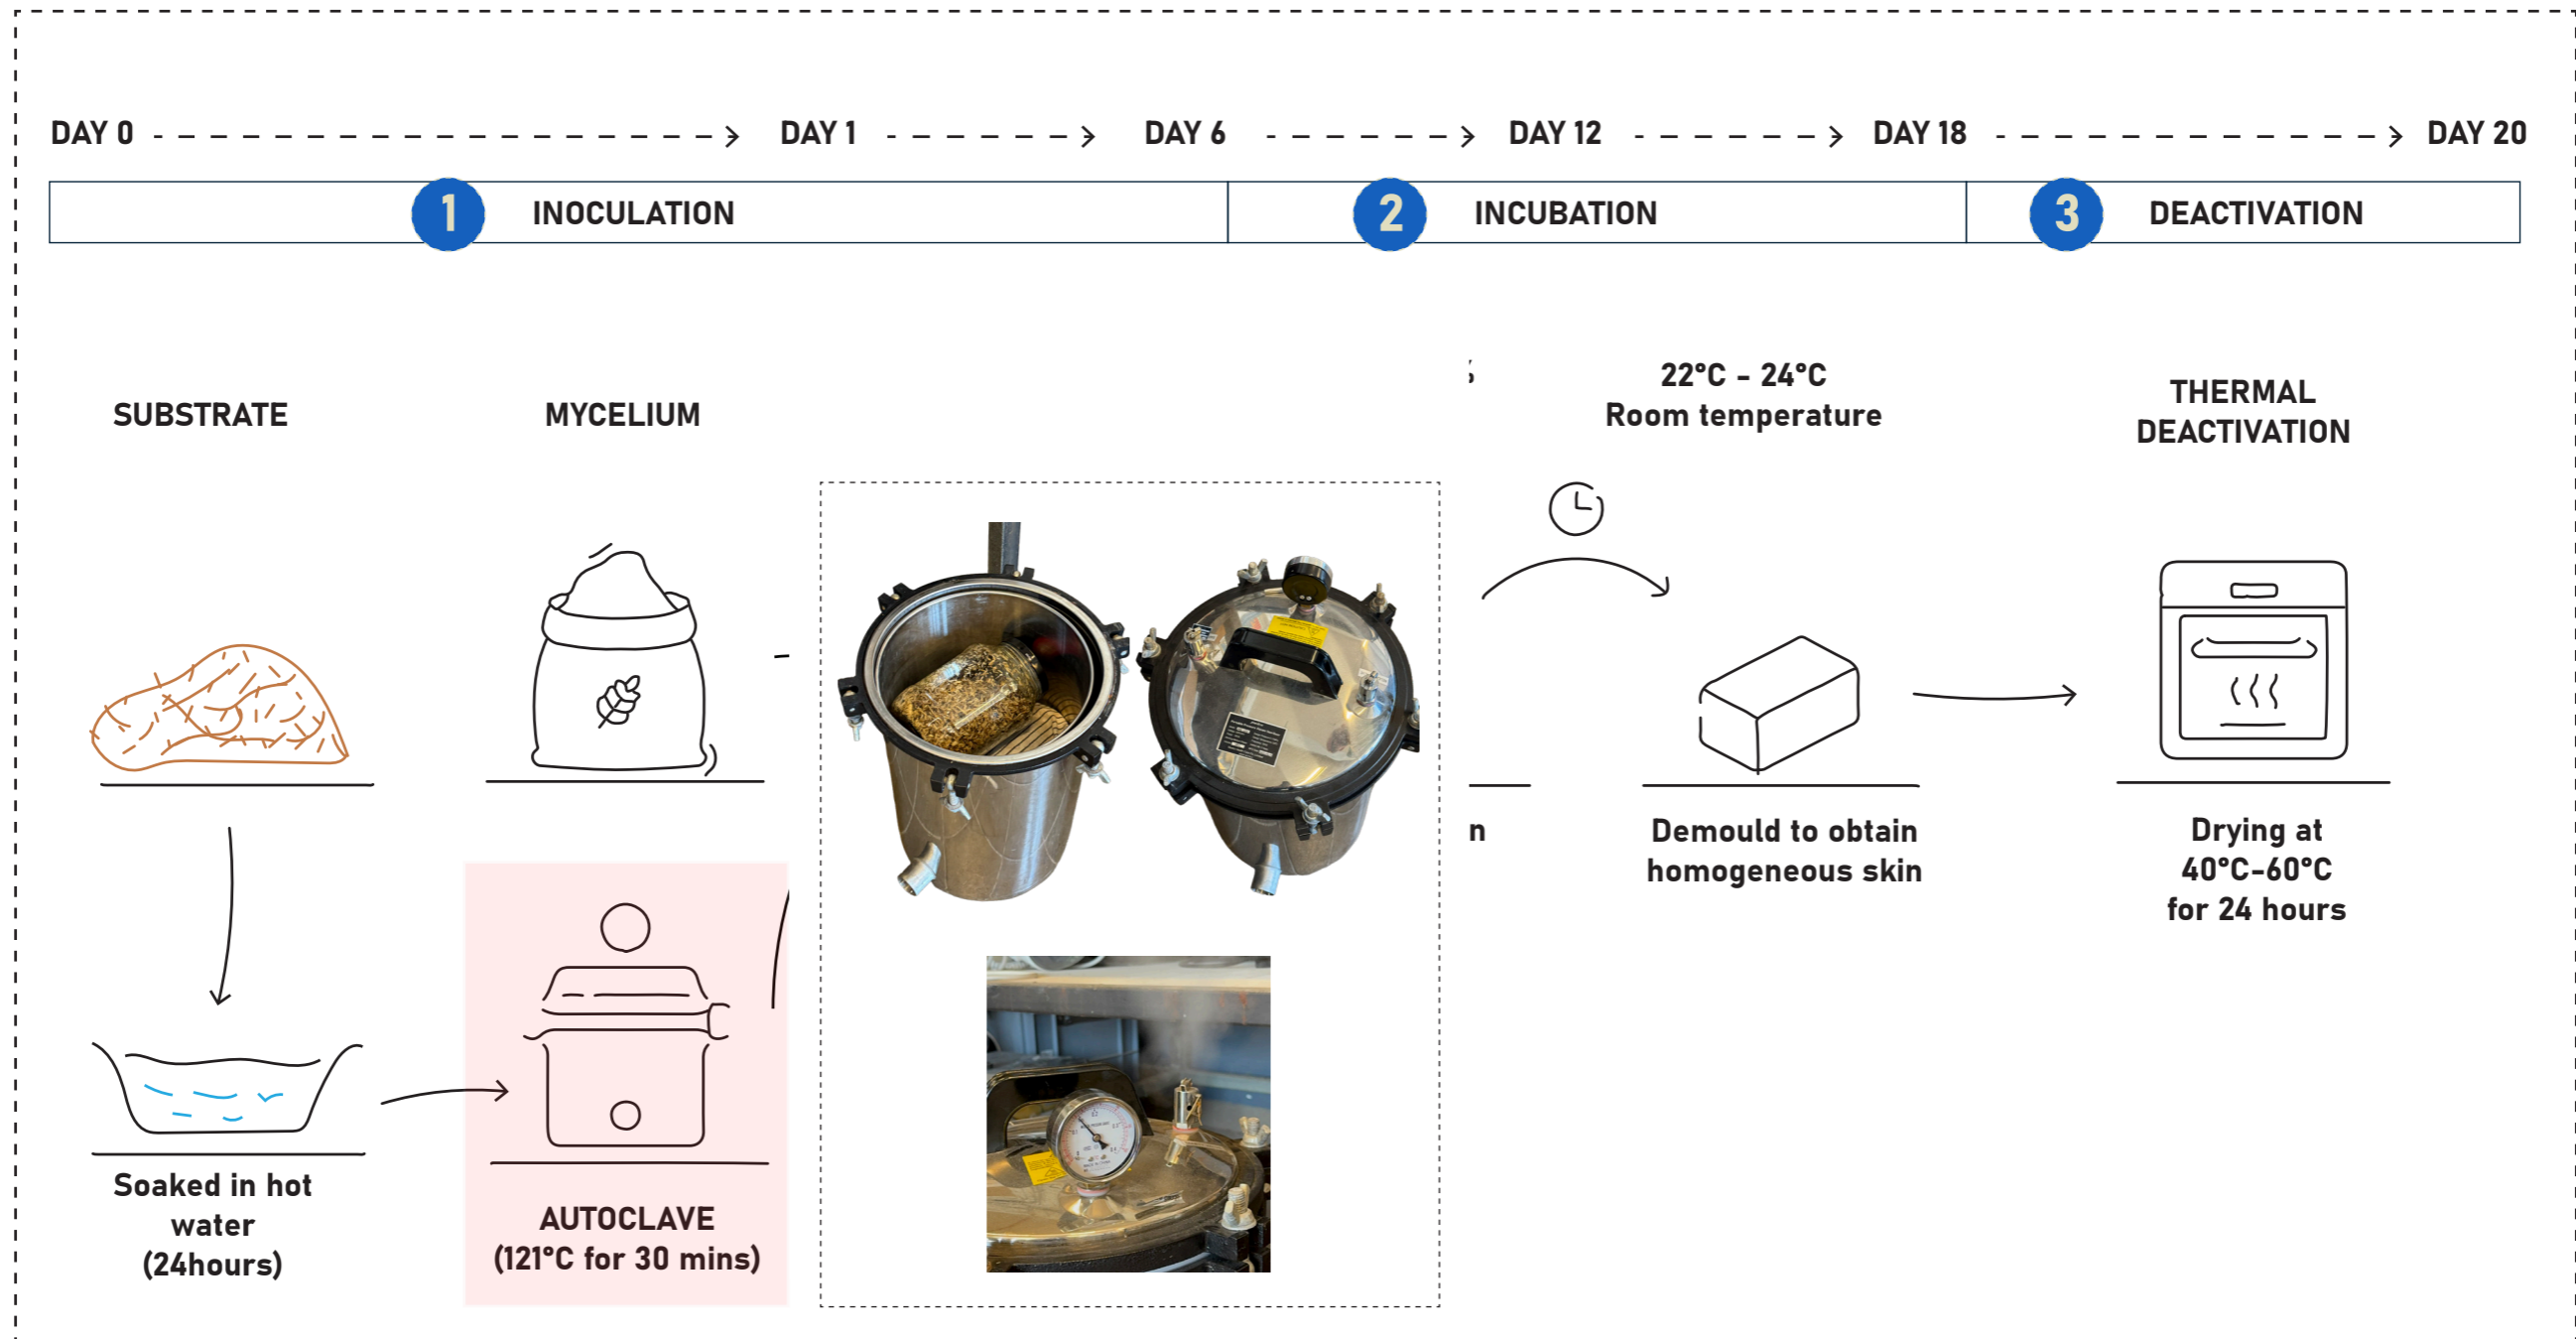 DAY 0
DAY 1
DAY 6
DAY 12
DAY 18
DAY 20
1
INOCULATION
2
INCUBATION
3
DEACTIVATION
SUBSTRATE
MYCELIUM
22°C - 24°C
Room temperature
THERMAL
DEACTIVATION
n
Demould to obtain
homogeneous skin
Drying at
40°C-60°C
for 24 hours
Soaked in hot
water
(24hours)
AUTOCLAVE
(121°C for 30 mins)